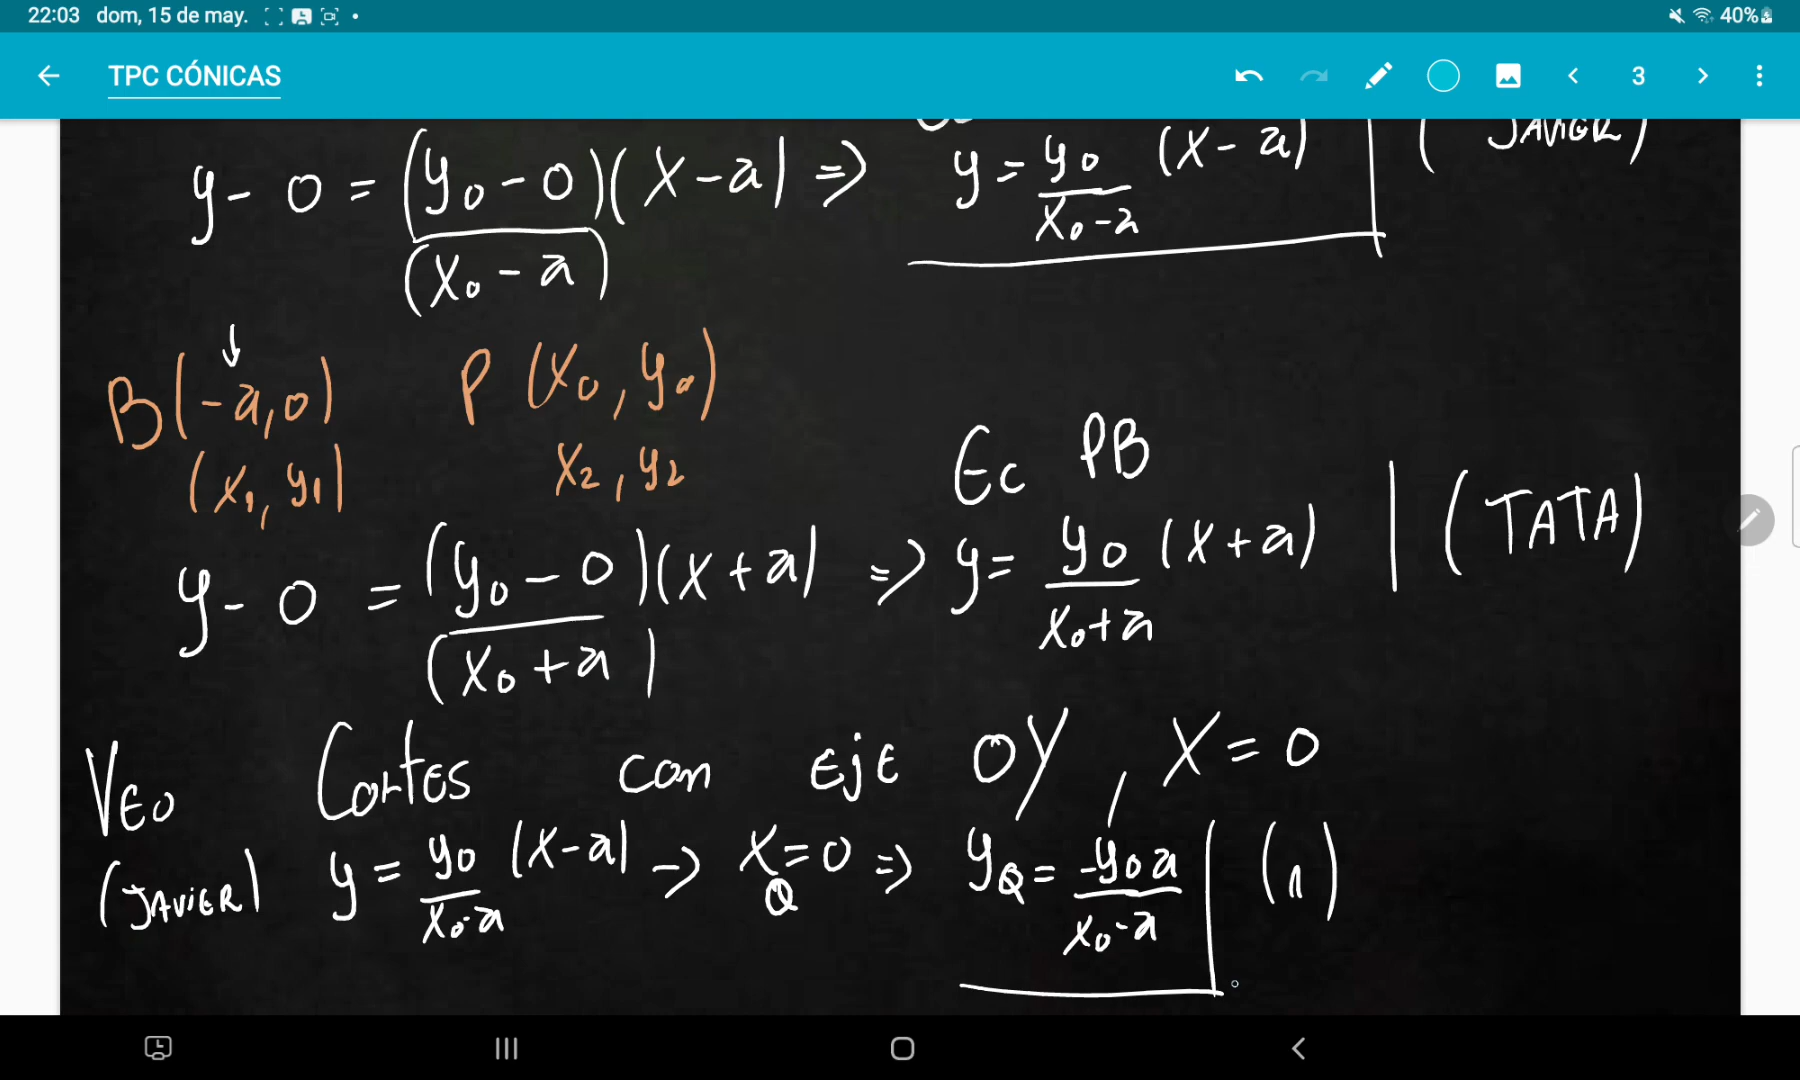 22:03 dom, 15 de may. 40%
TPC CÓNICAS 3
y - 0 = (y₀ - 0)(x - a) => y = y₀ (x - a) | (JAVIER)
(x₀ - a) x₀ - a
B(-a, 0) P (x₀, y₀)
(x₁, y₁) x₂, y₂
Ec PB
y - 0 = (y₀ - 0)(x + a) => y = y₀ (x + a) | (TATA)
(x₀ + a) x₀ + a
VEO Cortes con EJE OY, X = 0
(JAVIER) y = y₀ (x - a) → x = 0 => y_Q = -y₀ a | (1)
x₀ - a Q x₀ - a